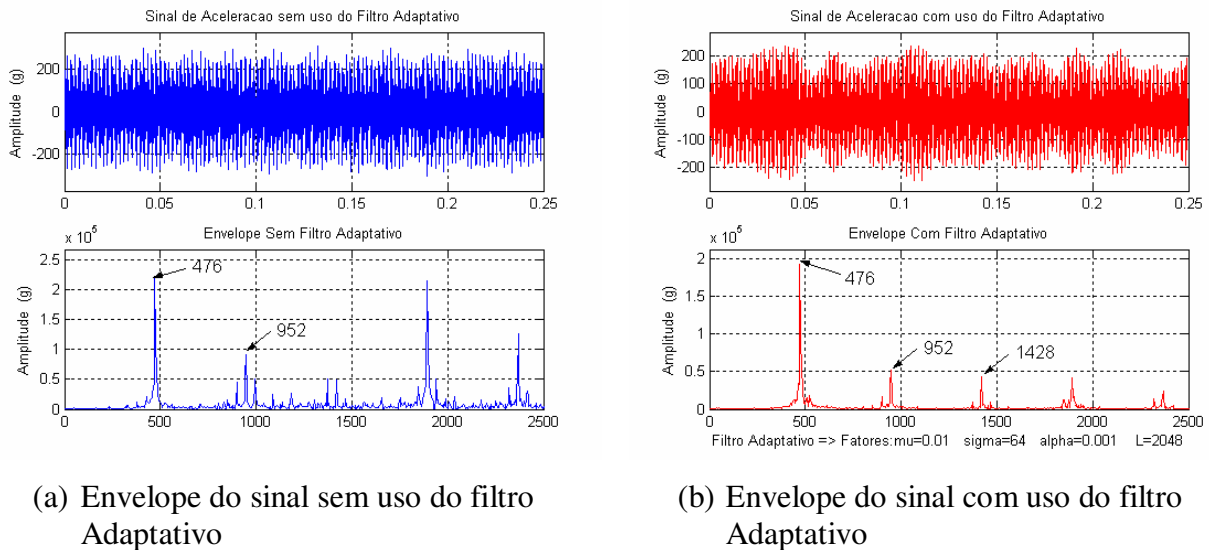 Sinal de Aceleracao sem uso do Filtro Adaptativo
Amplitude (g)
200
0
-200
0 0.05 0.1 0.15 0.2 0.25
x 10^5
Envelope Sem Filtro Adaptativo
Amplitude (g)
2.5
2
1.5
1
0.5
0
476
952
0 500 1000 1500 2000 2500
(a) Envelope do sinal sem uso do filtro
Adaptativo
Sinal de Aceleracao com uso do Filtro Adaptativo
Amplitude (g)
200
100
0
-100
-200
0 0.05 0.1 0.15 0.2 0.25
x 10^5
Envelope Com Filtro Adaptativo
Amplitude (g)
2
1.5
1
0.5
0
476
952
1428
0 500 1000 1500 2000 2500
Filtro Adaptativo => Fatores:mu=0.01 sigma=64 alpha=0.001 L=2048
(b) Envelope do sinal com uso do filtro
Adaptativo